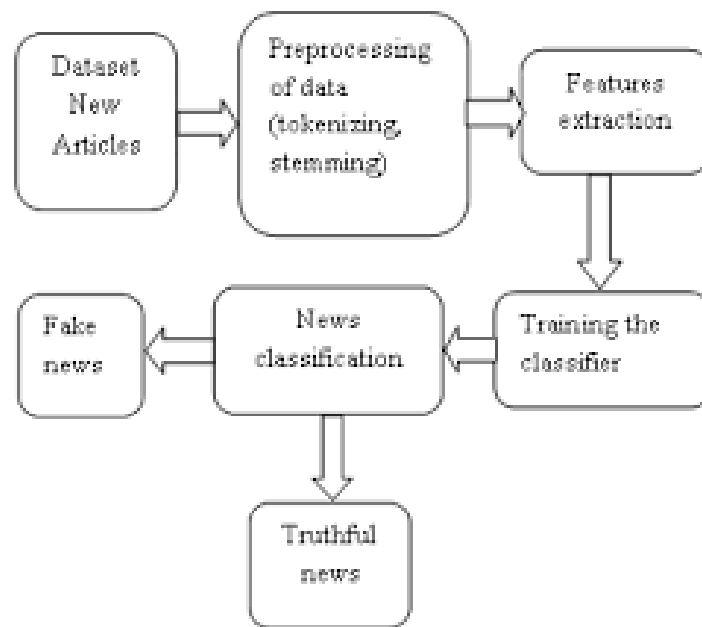 Dataset
New
Articles
Preprocessing
of data
(tokenizing,
stemming)
Features
extraction
Training the
classifier
News
classification
Fake
news
Truthful
news